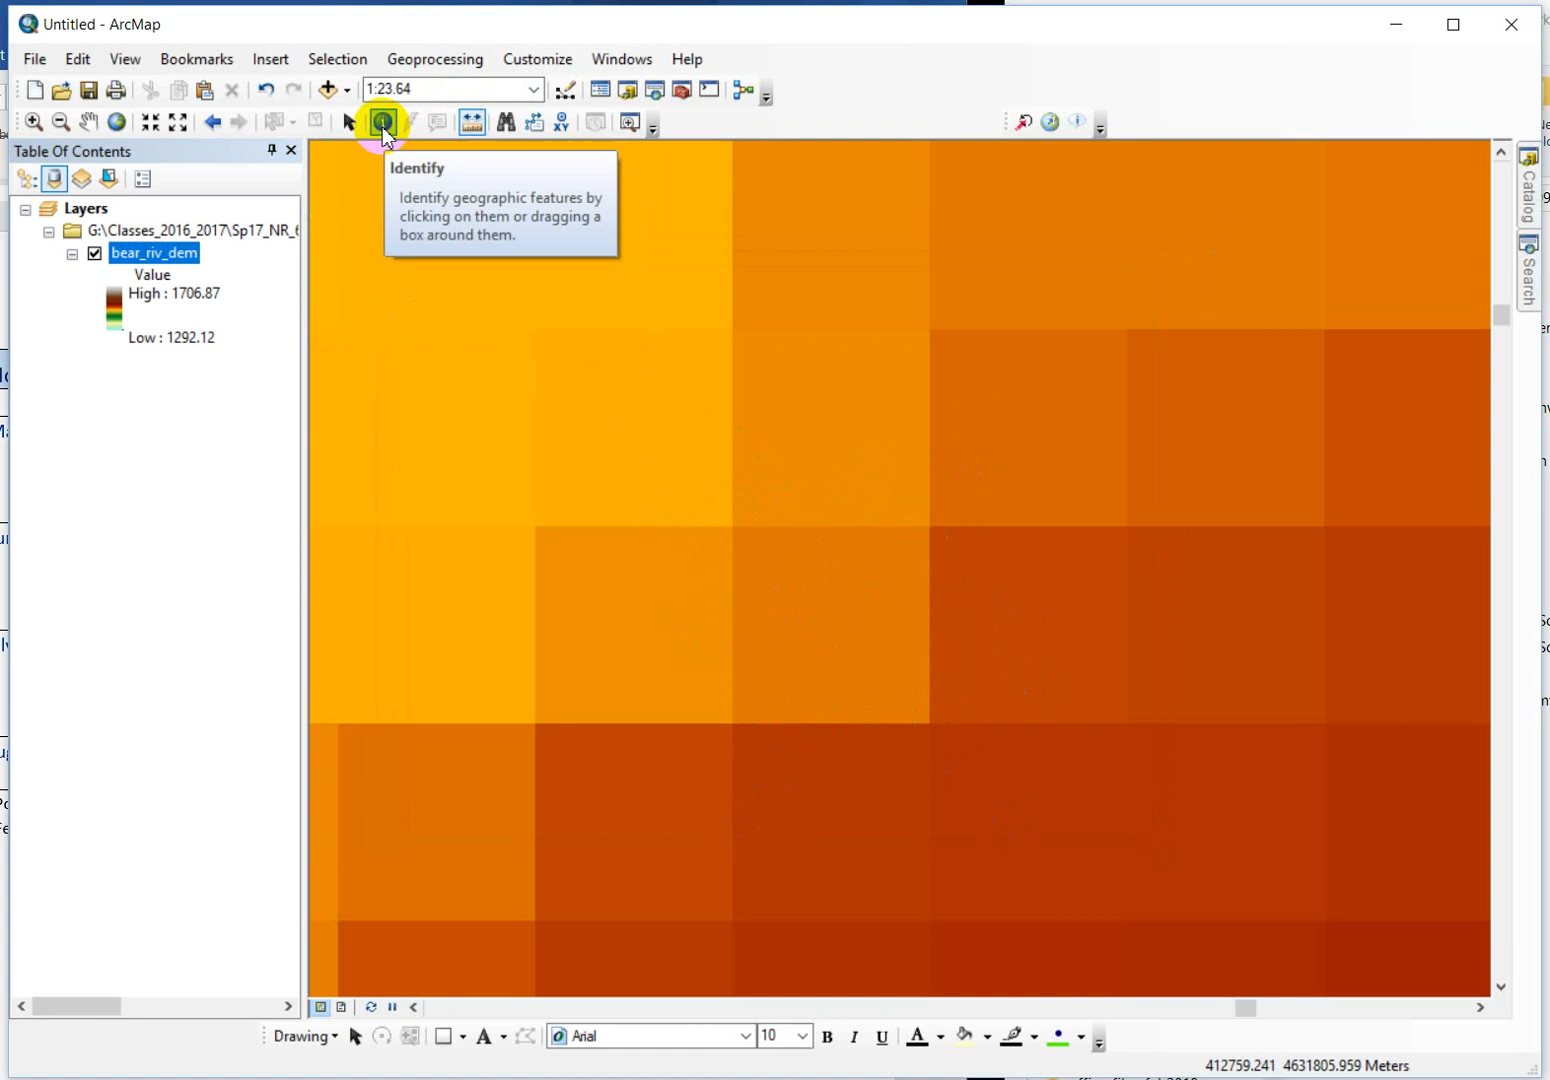 Untitled - ArcMap
File Edit View Bookmarks Insert Selection Geoprocessing Customize Windows Help
1:23.64
Table Of Contents
Identify
Identify geographic features by
clicking on them or dragging a
box around them.
Layers
G:\Classes_2016_2017\Sp17_NR_6
bear_riv_dem
Value
High : 1706.87
Low : 1292.12
Catalog
Search
Drawing
Arial
10
B I U A
412759.241 4631805.959 Meters